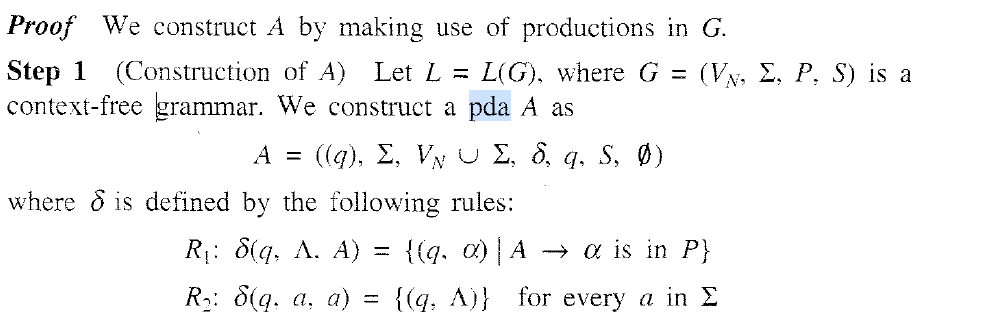 Proof We construct A by making use of productions in G.
Step 1 (Construction of A) Let L = L(G), where G = (V_N, Σ, P, S) is a
context-free grammar. We construct a pda A as
A = ((q), Σ, V_N ∪ Σ, δ, q, S, ∅)
where δ is defined by the following rules:
R₁: δ(q, Λ. A) = {(q, α) | A → α is in P}
R₂: δ(q, a, a) = {(q, Λ)} for every a in Σ